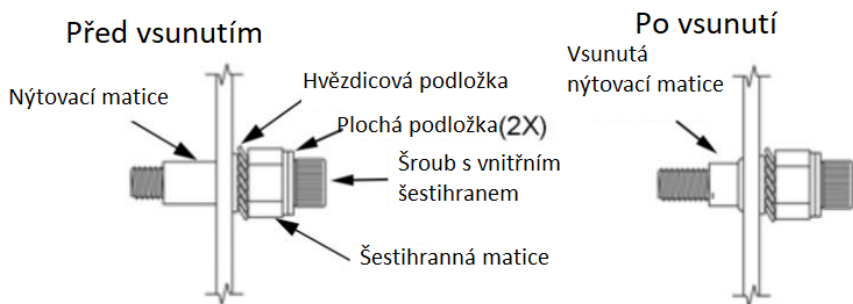 Před vsunutím
Nýtovací matice
Hvězdicová podložka
Plochá podložka(2X)
Šroub s vnitřním
šestihranem
Šestihranná matice
Po vsunutí
Vsunutá
nýtovací matice